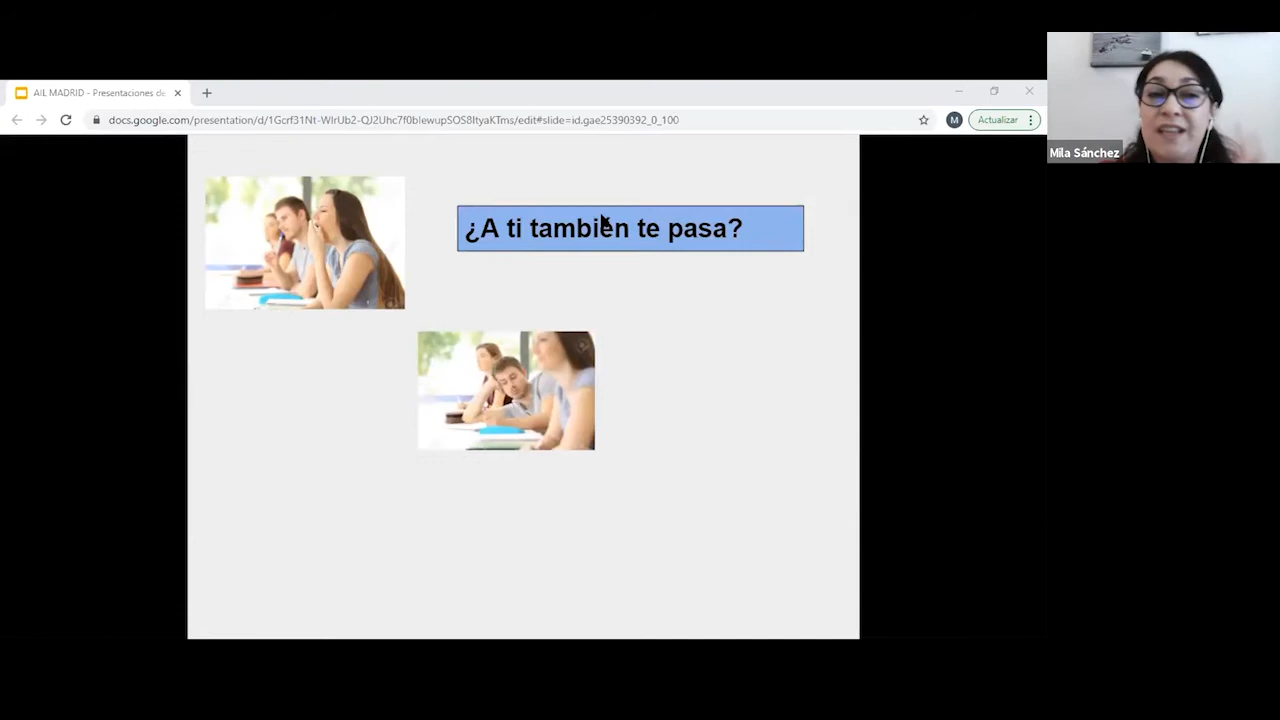 AIL MADRID - Presentaciones de
docs.google.com/presentation/d/1Gcrf31Nt-WlrUb2-QJ2Uhc7f0blewupSOS8ltyaKTms/edit#slide=id.gae25390392_0_100
M
Actualizar
Mila Sánchez
¿A ti también te pasa?